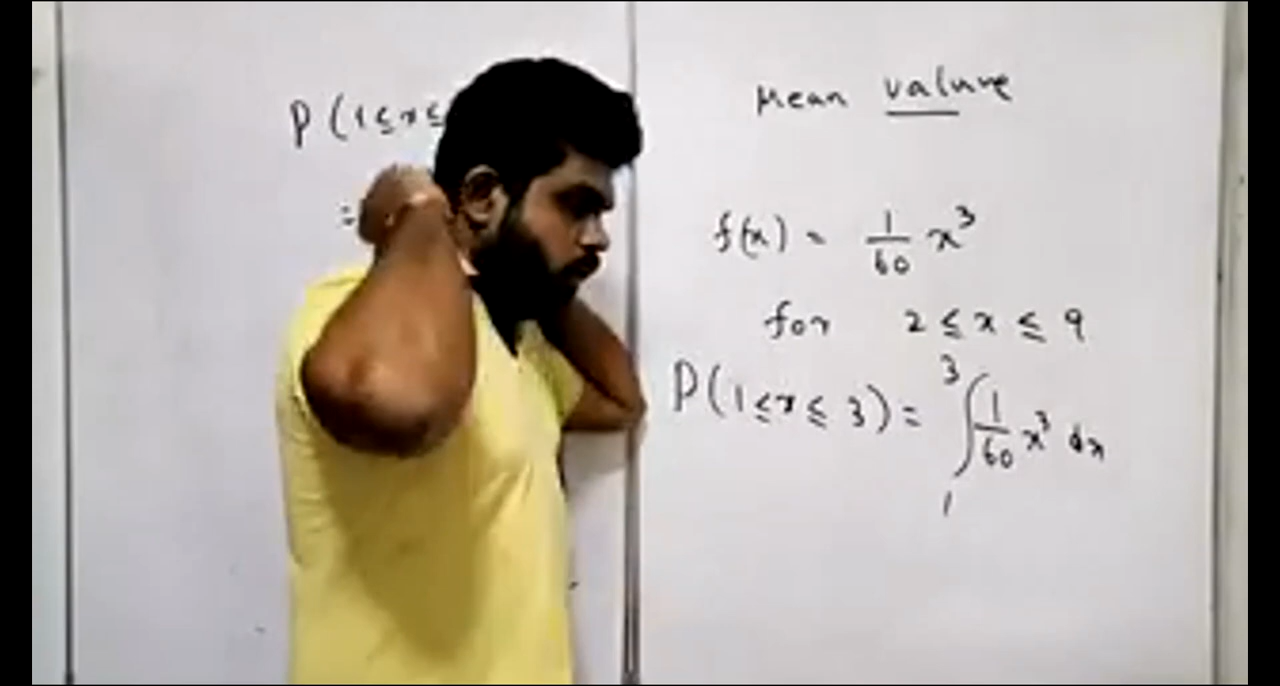 P(1≤x≤
=
Mean value
f(x) = 1/60 x³
for 2 ≤ x ≤ 9
P(1≤x≤ 3) = ∫₁³ 1/60 x³ dx